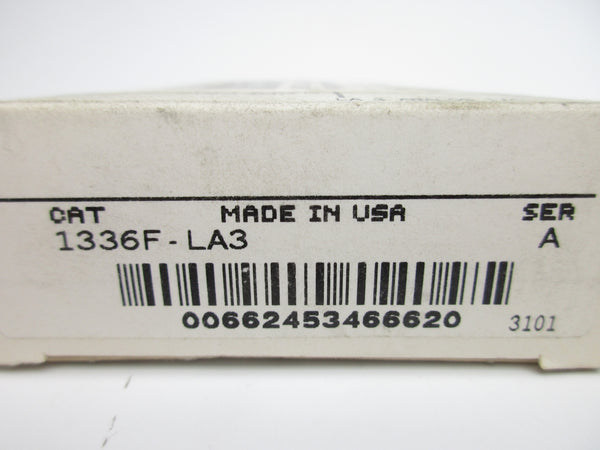 CAT MADE IN USA SER
1336F-LA3 A
00662453466620 3101